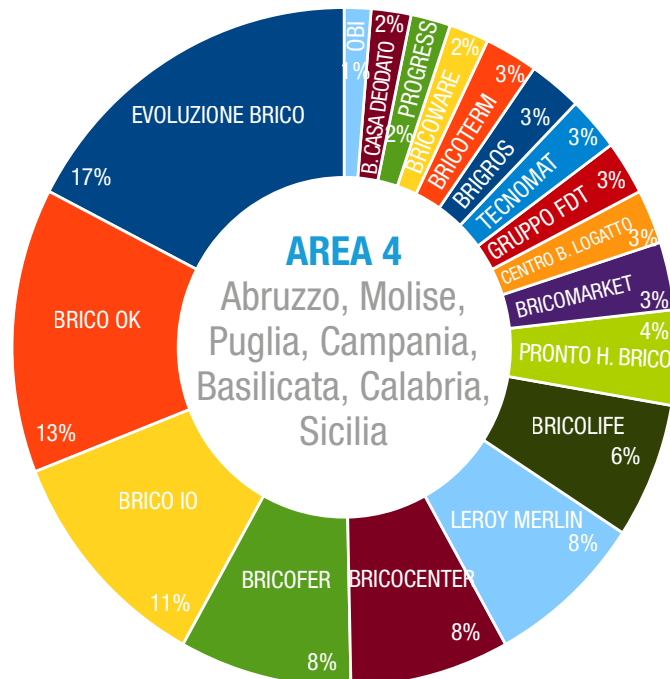 OBI
1%
B. CASA DEODATO
2%
PROGRESS
2%
BRICOWARE
2%
BRICOTERM
3%
BRIGROS
3%
TECNOMAT
3%
GRUPPO FDT
3%
CENTRO B. LOGATTO
3%
BRICOMARKET
3%
PRONTO H. BRICO
4%
BRICOLIFE
6%
LEROY MERLIN
8%
BRICOCENTER
8%
BRICOFER
8%
BRICO IO
11%
BRICO OK
13%
EVOLUZIONE BRICO
17%
AREA 4
Abruzzo, Molise,
Puglia, Campania,
Basilicata, Calabria,
Sicilia